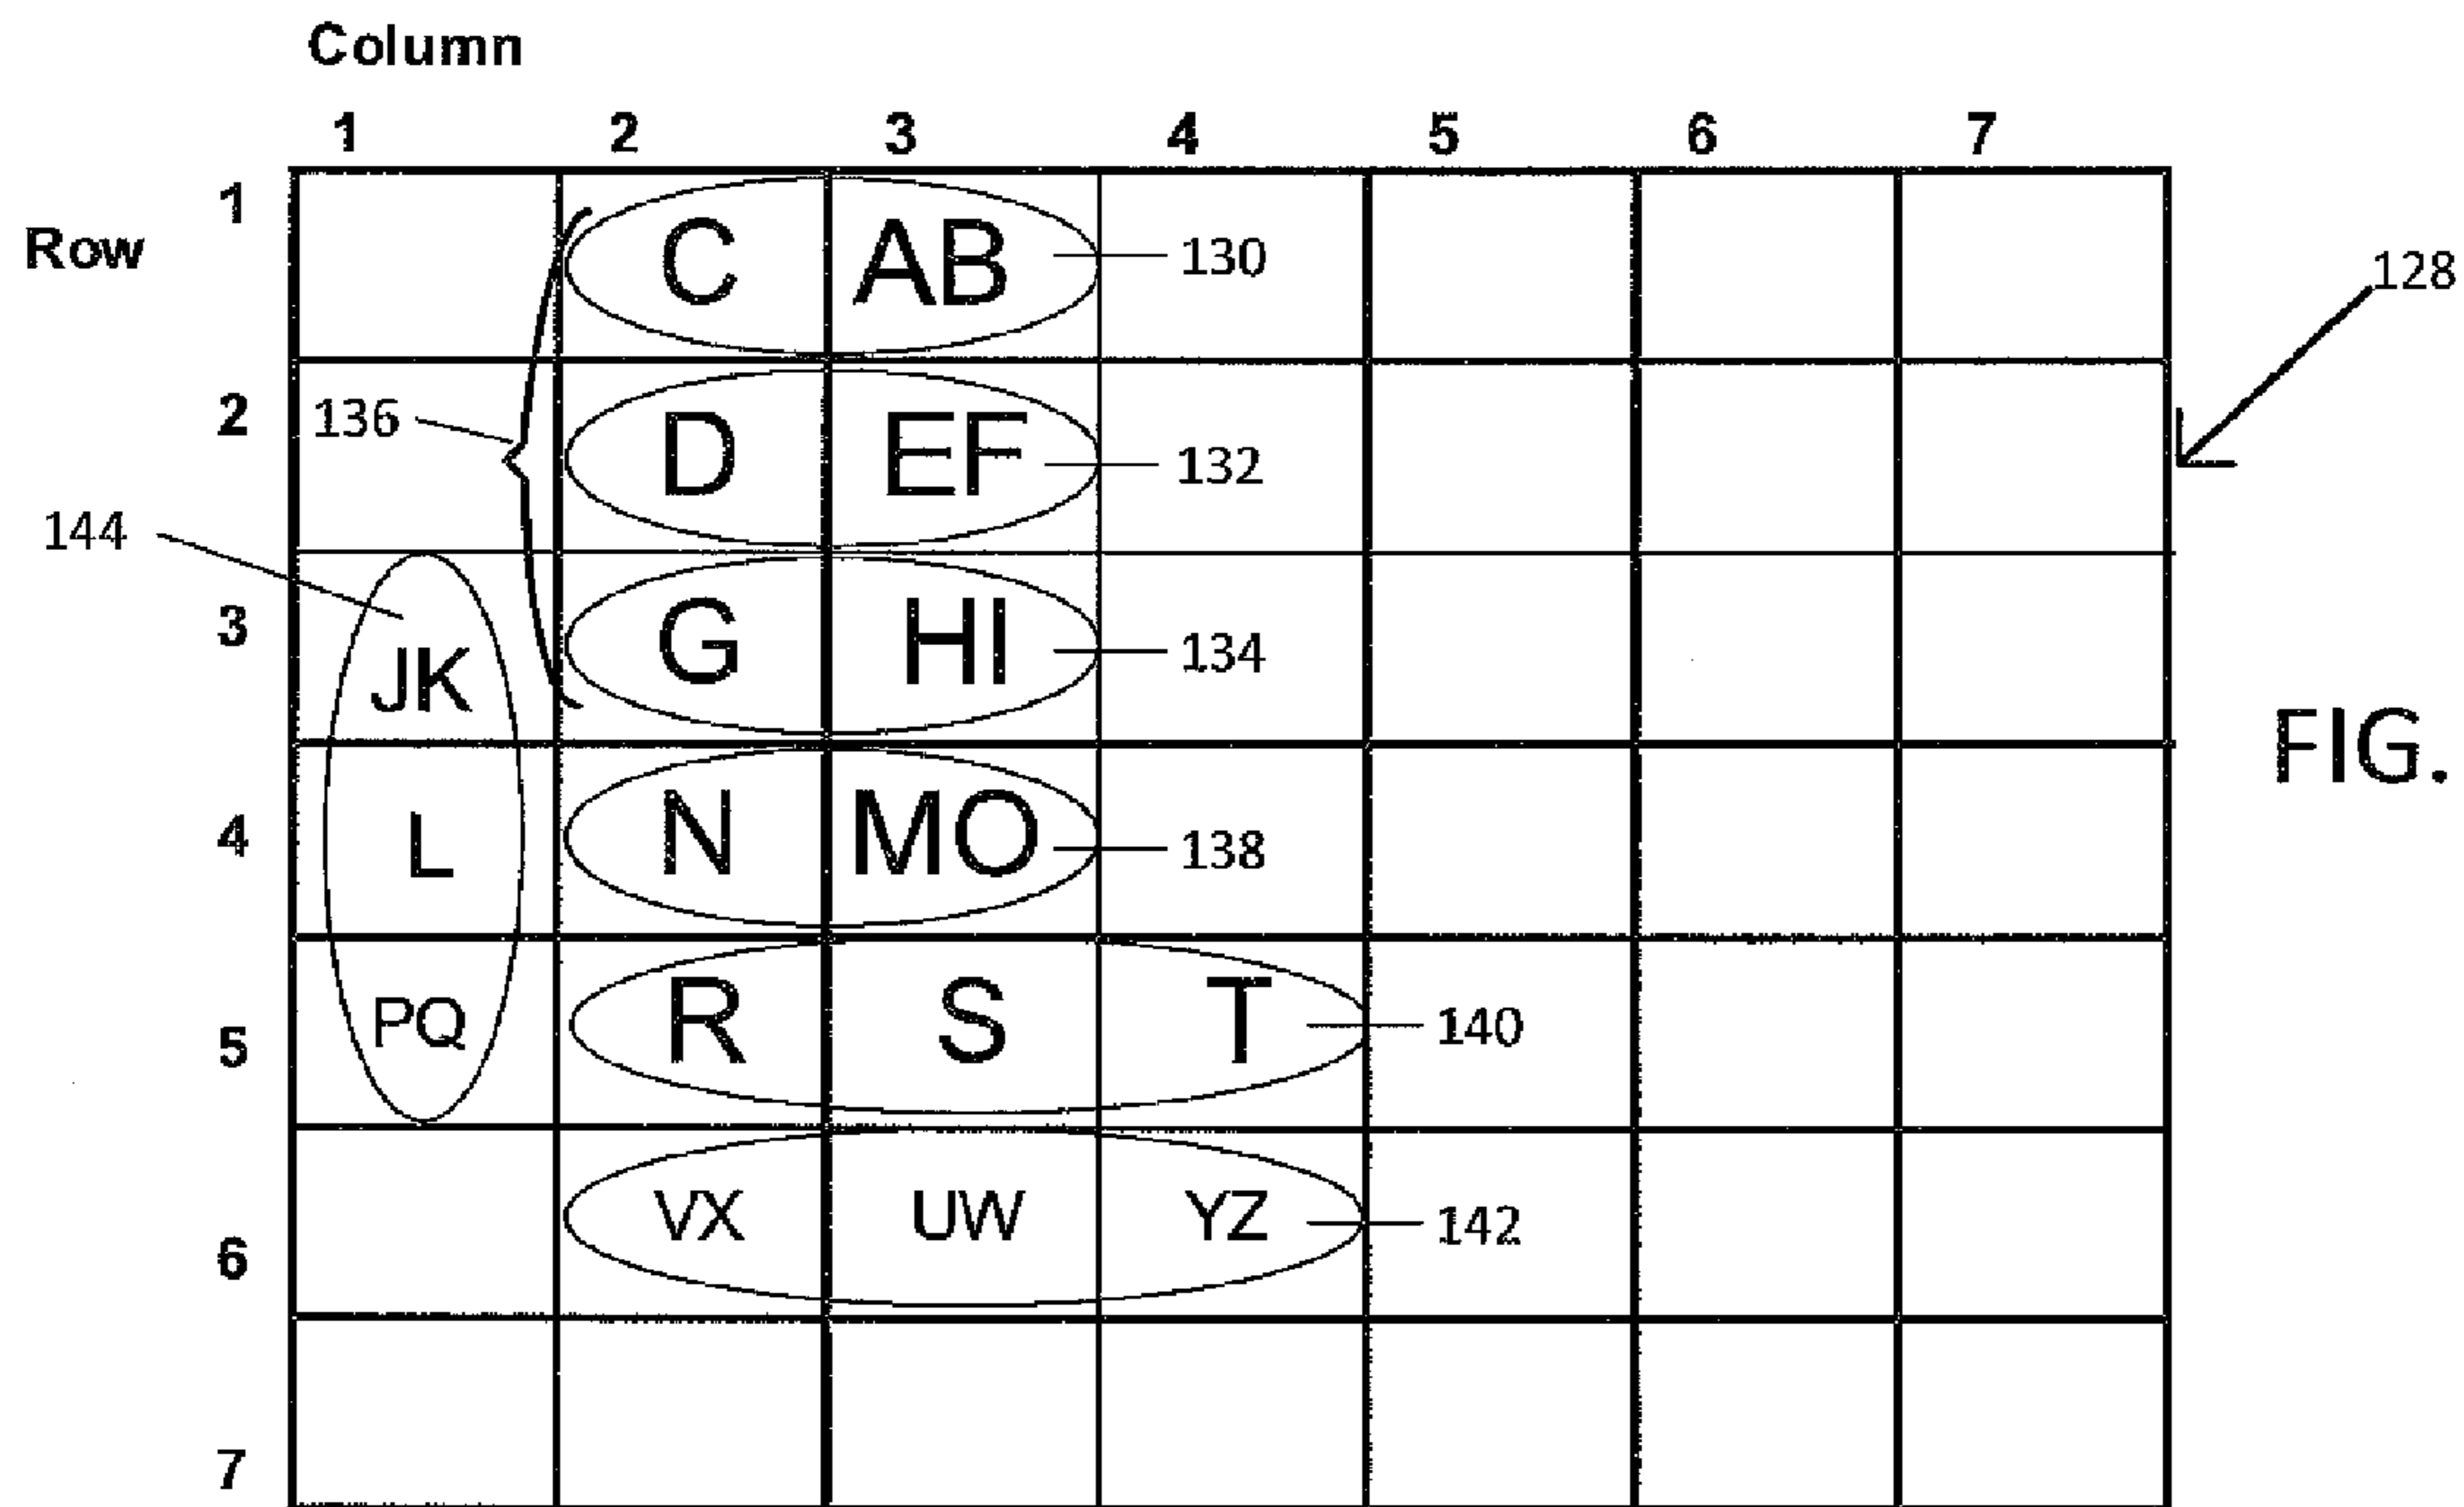 Column
1 2 3 4 5 6 7
1 C AB 130
Row 128
2 136 D EF 132
144
3 JK G HI 134
FIG.
4 L N MO 138
5 PQ R S T 140
6 VX UW YZ 142
7